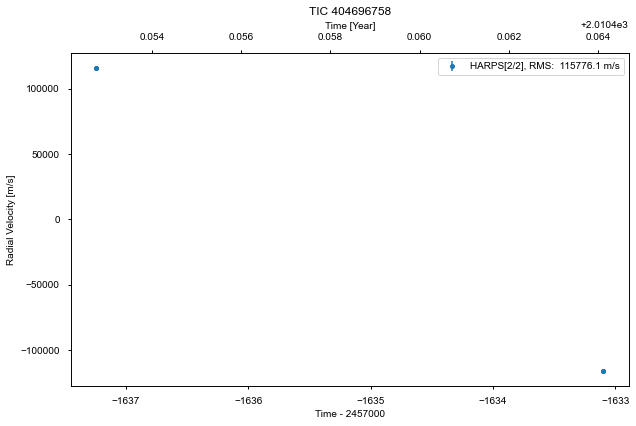 TIC 404696758
Time [Year]
+2.0104e3
0.054 0.056 0.058 0.060 0.062 0.064
HARPS[2/2], RMS: 115776.1 m/s
Radial Velocity [m/s]
100000
50000
0
−50000
−100000
−1637 −1636 −1635 −1634 −1633
Time - 2457000